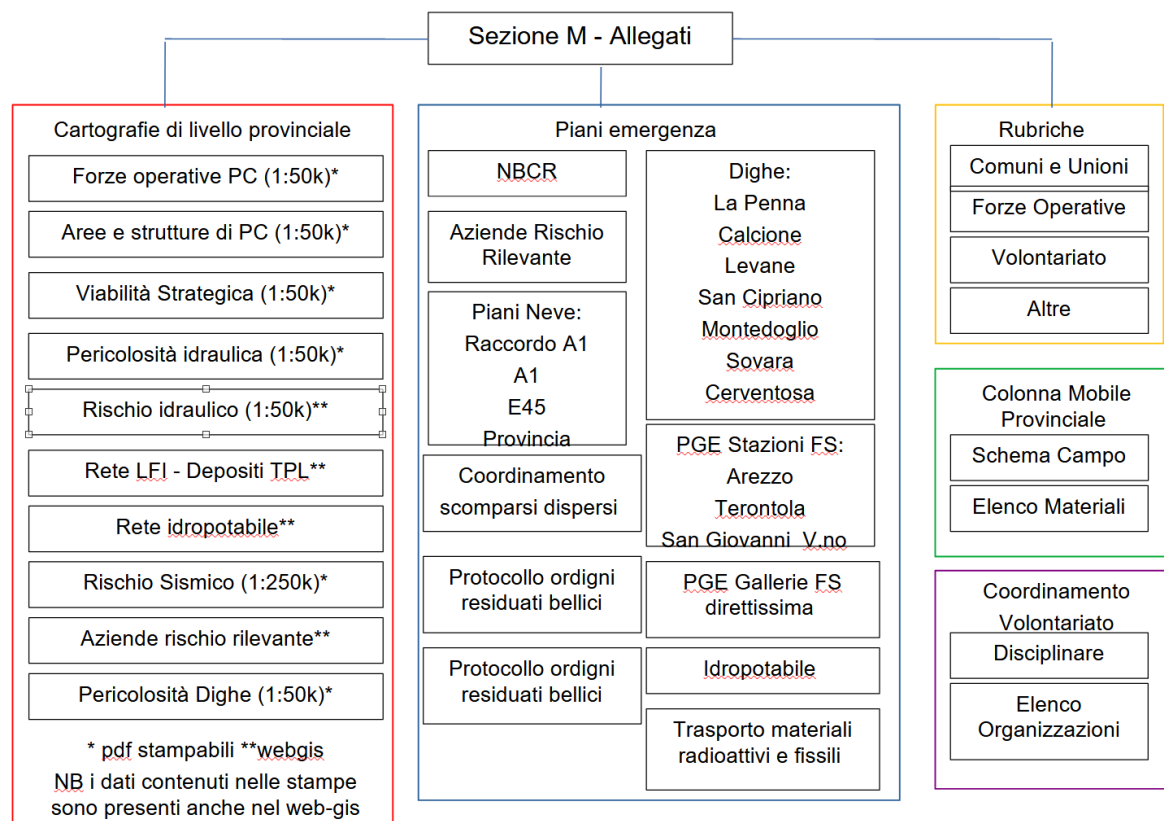 Sezione M - Allegati
Cartografie di livello provinciale
Forze operative PC (1:50k)*
Aree e strutture di PC (1:50k)*
Viabilità Strategica (1:50k)*
Pericolosità idraulica (1:50k)*
Rischio idraulico (1:50k)**
Rete LFI - Depositi TPL**
Rete idropotabile**
Rischio Sismico (1:250k)*
Aziende rischio rilevante**
Pericolosità Dighe (1:50k)*
* pdf stampabili **webgis
NB i dati contenuti nelle stampe
sono presenti anche nel web-gis
Piani emergenza
NBCR
Aziende Rischio
Rilevante
Piani Neve:
Raccordo A1
A1
E45
Provincia
Coordinamento
scomparsi dispersi
Protocollo ordigni
residuati bellici
Protocollo ordigni
residuati bellici
Dighe:
La Penna
Calcione
Levane
San Cipriano
Montedoglio
Sovara
Cerventosa
PGE Stazioni FS:
Arezzo
Terontola
San Giovanni V.no
PGE Gallerie FS
direttissima
Idropotabile
Trasporto materiali
radioattivi e fissili
Rubriche
Comuni e Unioni
Forze Operative
Volontariato
Altre
Colonna Mobile
Provinciale
Schema Campo
Elenco Materiali
Coordinamento
Volontariato
Disciplinare
Elenco
Organizzazioni